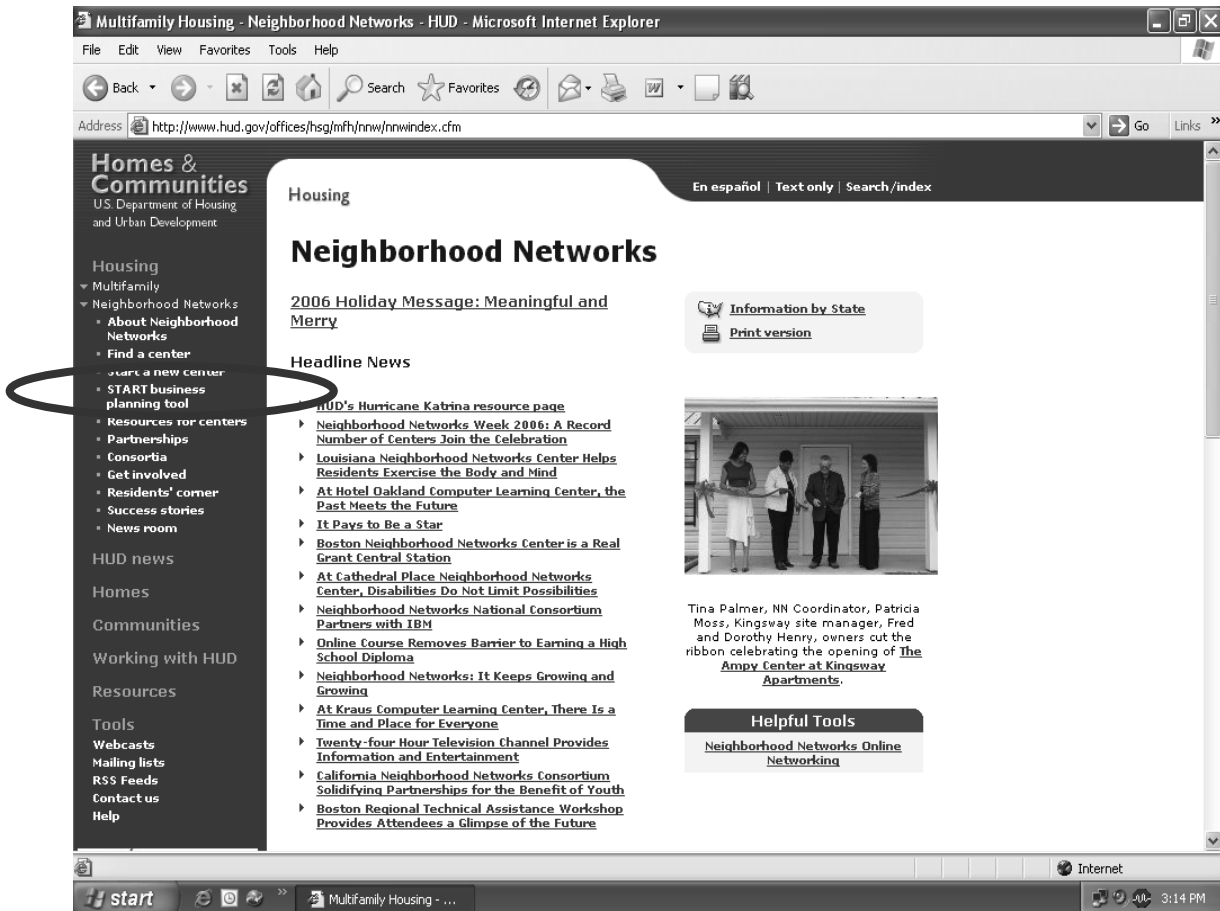 Multifamily Housing - Neighborhood Networks - HUD - Microsoft Internet Explorer
File Edit View Favorites Tools Help
Back Search Favorites
Address http://www.hud.gov/offices/hsg/mfh/nnw/nnwindex.cfm Go Links »
Homes &
Communities
U.S. Department of Housing
and Urban Development
Housing
Multifamily
Neighborhood Networks
About Neighborhood
Networks
Find a center
Start a new center
START business
planning tool
Resources for centers
Partnerships
Consortia
Get involved
Residents' corner
Success stories
News room
HUD news
Homes
Communities
Working with HUD
Resources
Tools
Webcasts
Mailing lists
RSS Feeds
Contact us
Help
Housing
En español | Text only | Search/index
Neighborhood Networks
2006 Holiday Message: Meaningful and
Merry
Headline News
HUD's Hurricane Katrina resource page
Neighborhood Networks Week 2006: A Record
Number of Centers Join the Celebration
Louisiana Neighborhood Networks Center Helps
Residents Exercise the Body and Mind
At Hotel Oakland Computer Learning Center, the
Past Meets the Future
It Pays to Be a Star
Boston Neighborhood Networks Center is a Real
Grant Central Station
At Cathedral Place Neighborhood Networks
Center, Disabilities Do Not Limit Possibilities
Neighborhood Networks National Consortium
Partners with IBM
Online Course Removes Barrier to Earning a High
School Diploma
Neighborhood Networks: It Keeps Growing and
Growing
At Kraus Computer Learning Center, There Is a
Time and Place for Everyone
Twenty-four Hour Television Channel Provides
Information and Entertainment
California Neighborhood Networks Consortium
Solidifying Partnerships for the Benefit of Youth
Boston Regional Technical Assistance Workshop
Provides Attendees a Glimpse of the Future
Information by State
Print version
Tina Palmer, NN Coordinator, Patricia
Moss, Kingsway site manager, Fred
and Dorothy Henry, owners cut the
ribbon celebrating the opening of The
Ampy Center at Kingsway
Apartments.
Helpful Tools
Neighborhood Networks Online
Networking
Internet
start » Multifamily Housing - ... 3:14 PM